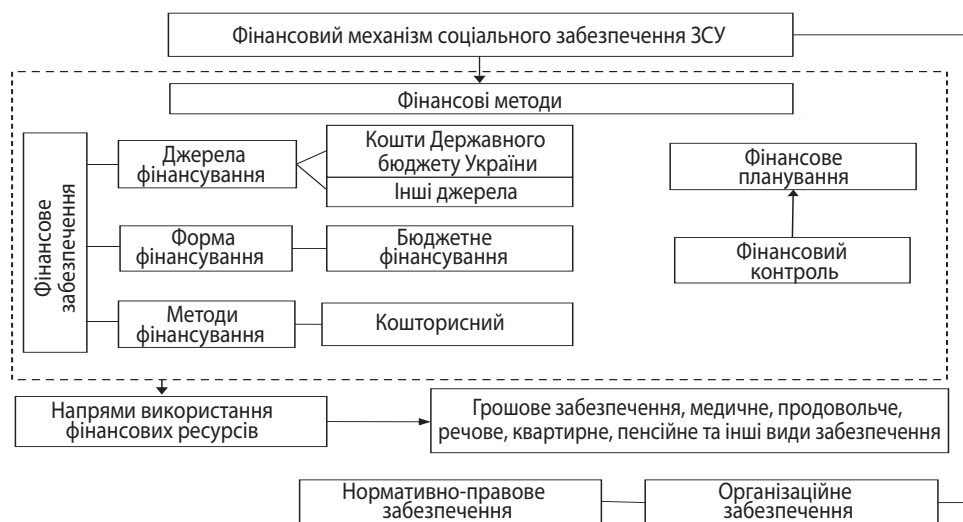 Фінансовий механізм соціального забезпечення ЗСУ
Фінансові методи
Фінансове
забезпечення
Джерела
фінансування
Кошти Державного
бюджету України
Інші джерела
Форма
фінансування
Бюджетне
фінансування
Методи
фінансування
Кошторисний
Фінансове
планування
Фінансовий
контроль
Напрями використання
фінансових ресурсів
Грошове забезпечення, медичне, продовольче,
речове, квартирне, пенсійне та інші види забезпечення
Нормативно-правове
забезпечення
Організаційне
забезпечення